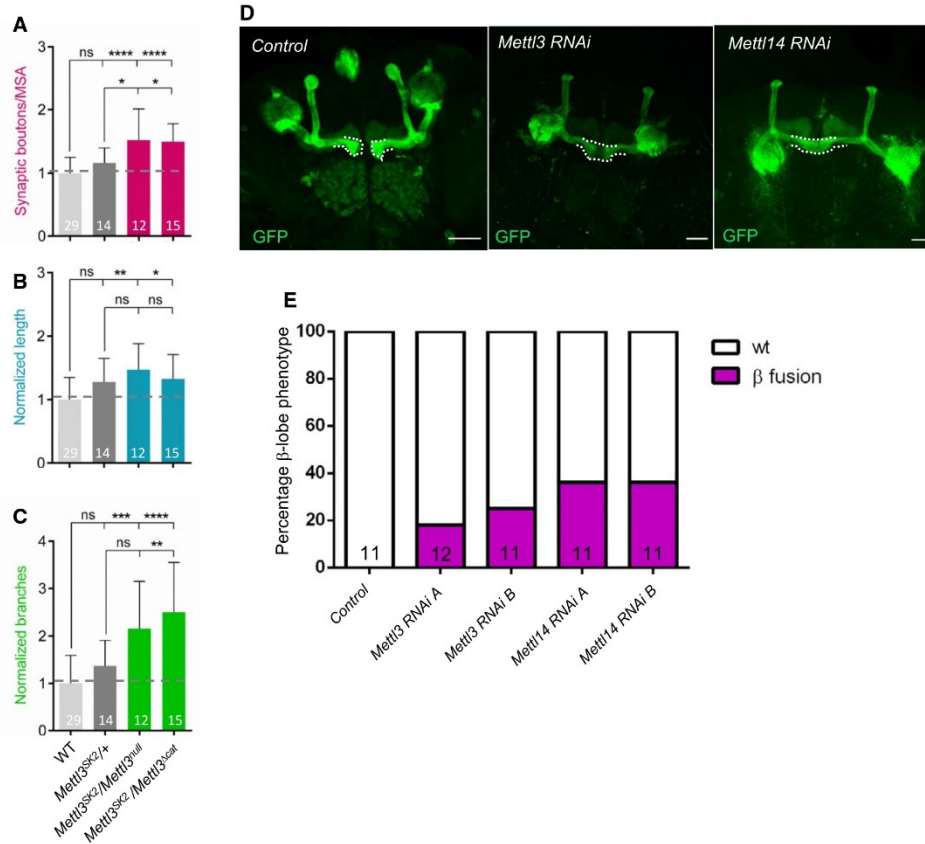 A
Synaptic boutons/MSA
3
2
1
0
ns **** ****
* *
29 14 12 15
B
Normalized length
3
2
1
0
ns ** *
ns ns
29 14 12 15
C
Normalized branches
4
3
2
1
0
ns *** ****
ns **
29 14 12 15
WT
Mettl3SK2/+
Mettl3SK2/Mettl3null
Mettl3SK2/Mettl3Δcat
D
Control
GFP
Mettl3 RNAi
GFP
Mettl14 RNAi
GFP
E
Percentage β-lobe phenotype
100
80
60
40
20
0
11 12 11 11 11
Control
Mettl3 RNAi A
Mettl3 RNAi B
Mettl14 RNAi A
Mettl14 RNAi B
wt
β fusion